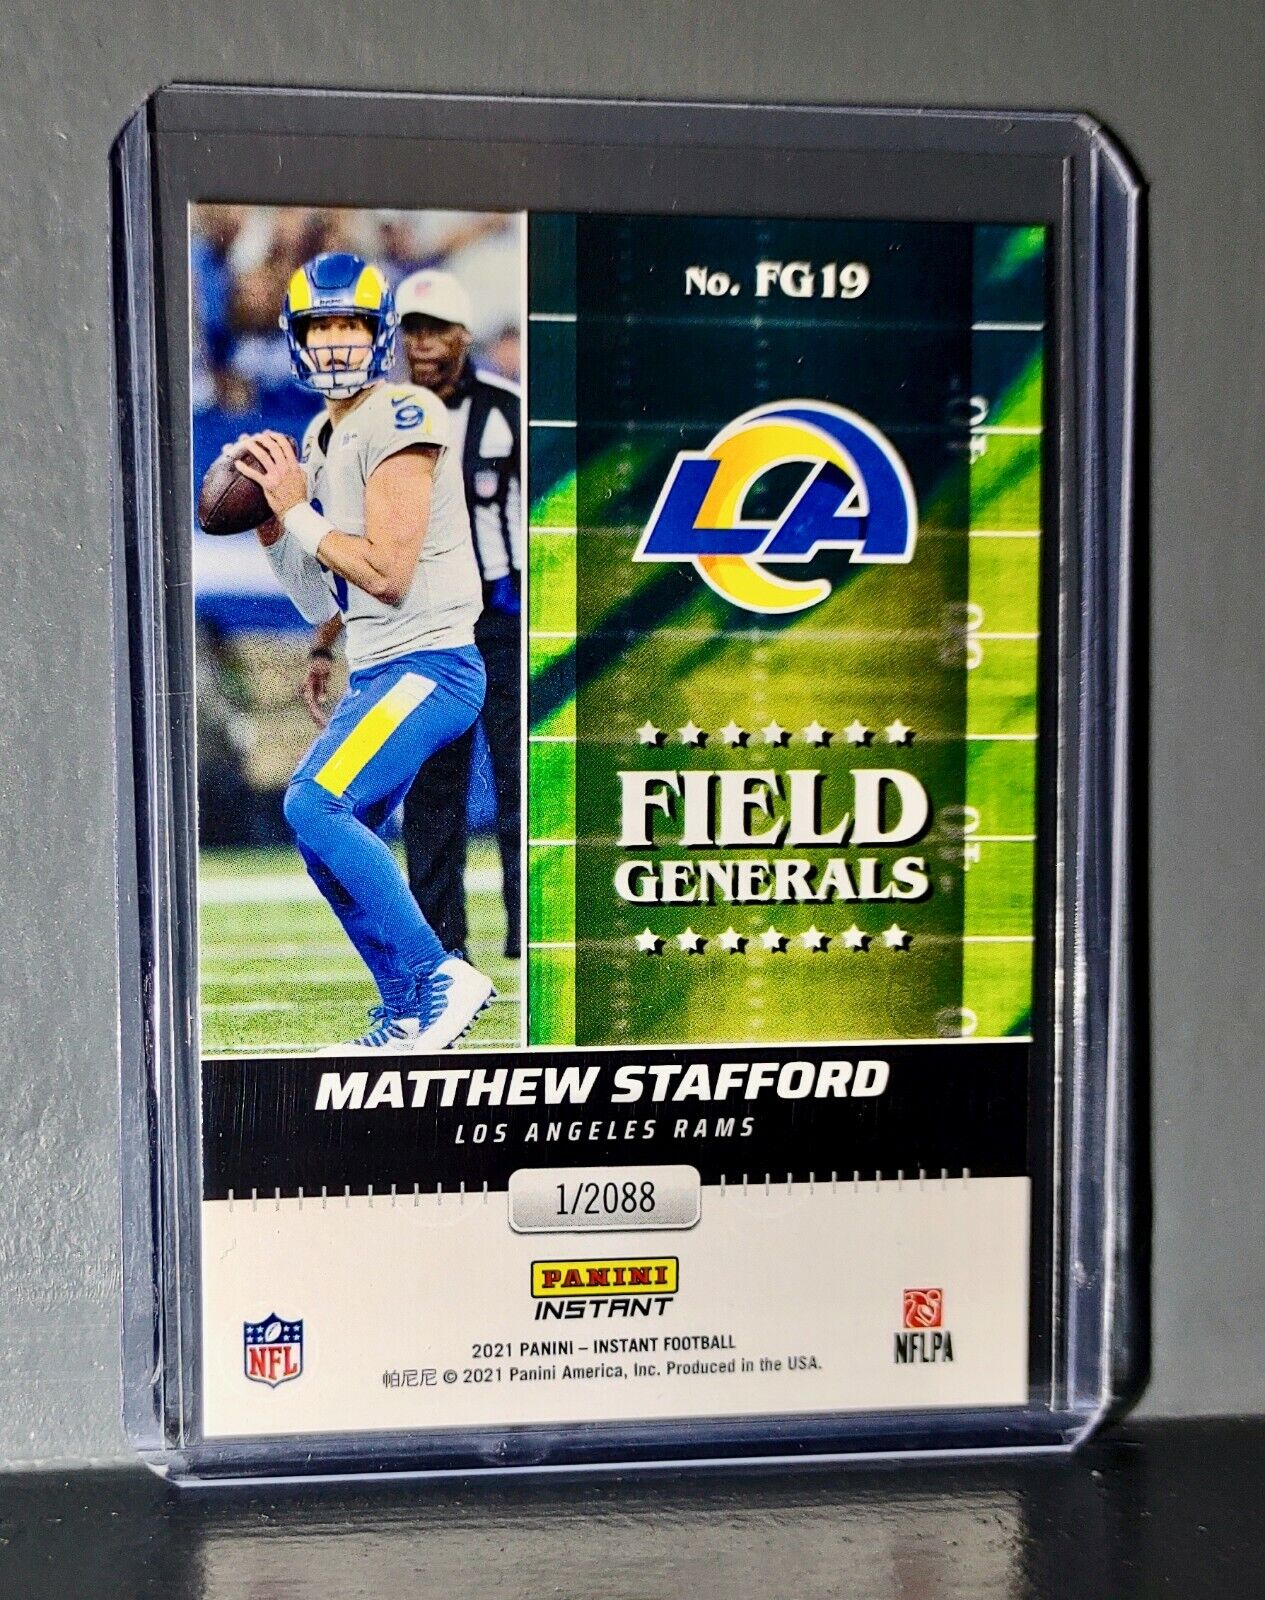 No. FG19
LA
FIELD
GENERALS
MATTHEW STAFFORD
LOS ANGELES RAMS
1/2088
PANINI
INSTANT
2021 PANINI – INSTANT FOOTBALL
帕尼尼 © 2021 Panini America, Inc. Produced in the USA.
NFL
NFLPA
9